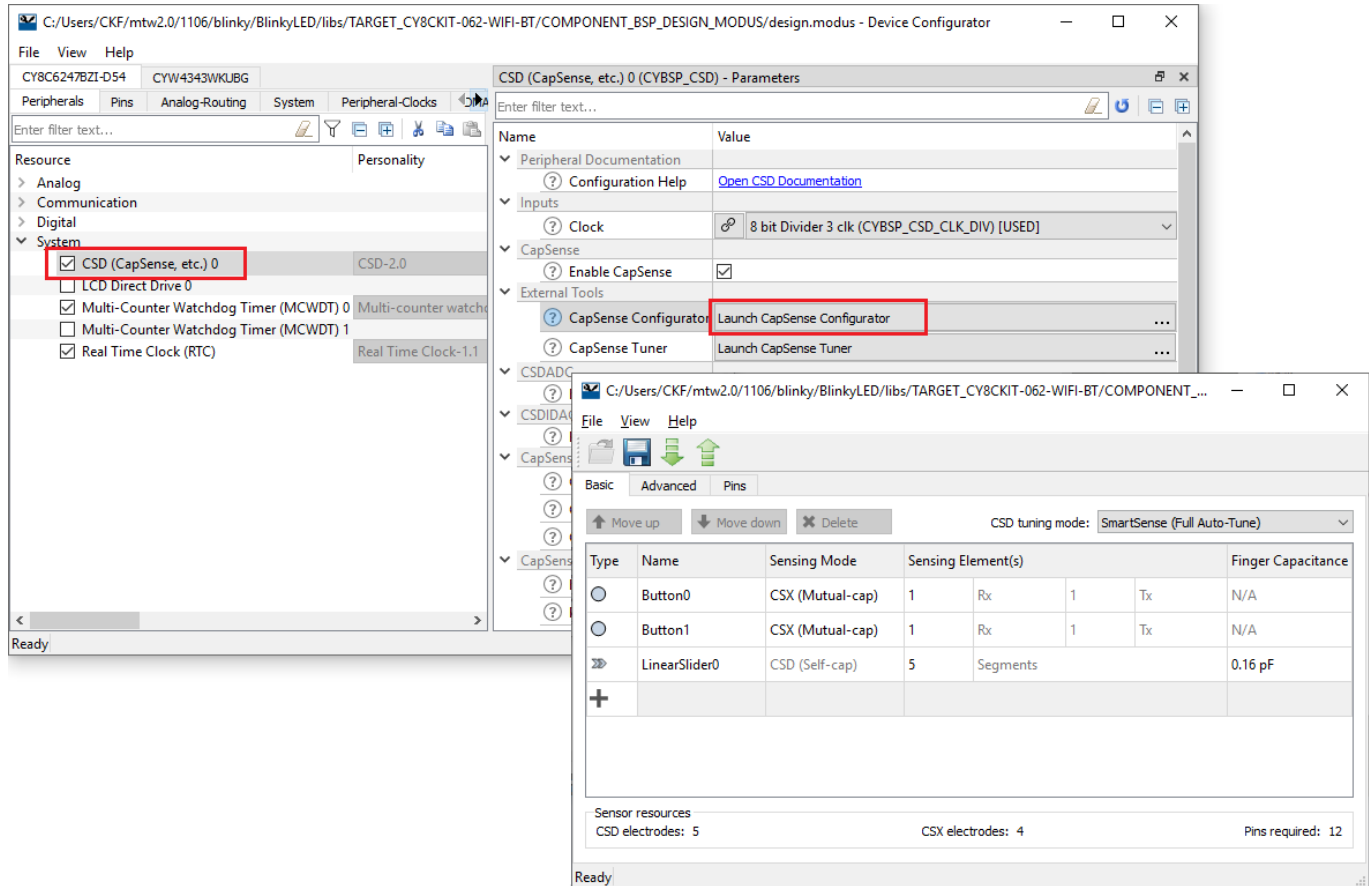 C:/Users/CKF/mtw2.0/1106/blinky/BlinkyLED/libs/TARGET_CY8CKIT-062-WIFI-BT/COMPONENT_BSP_DESIGN_MODUS/design.modus - Device Configurator
File View Help
CY8C6247BZI-D54 CYW4343WKUBG
Peripherals Pins Analog-Routing System Peripheral-Clocks
Enter filter text...
Resource Personality
Analog
Communication
Digital
System
CSD (CapSense, etc.) 0 CSD-2.0
LCD Direct Drive 0
Multi-Counter Watchdog Timer (MCWDT) 0 Multi-counter watchd
Multi-Counter Watchdog Timer (MCWDT) 1
Real Time Clock (RTC) Real Time Clock-1.1
Ready
CSD (CapSense, etc.) 0 (CYBSP_CSD) - Parameters
Enter filter text...
Name Value
Peripheral Documentation
? Configuration Help Open CSD Documentation
Inputs
? Clock 8 bit Divider 3 clk (CYBSP_CSD_CLK_DIV) [USED]
CapSense
? Enable CapSense
External Tools
? CapSense Configurator Launch CapSense Configurator ...
? CapSense Tuner Launch CapSense Tuner ...
CSDADC
?
CSDIDA
?
CapSens
?
?
?
CapSens
?
?
C:/Users/CKF/mtw2.0/1106/blinky/BlinkyLED/libs/TARGET_CY8CKIT-062-WIFI-BT/COMPONENT_...
File View Help
Basic Advanced Pins
Move up Move down Delete CSD tuning mode: SmartSense (Full Auto-Tune)
Type Name Sensing Mode Sensing Element(s) Finger Capacitance
Button0 CSX (Mutual-cap) 1 Rx 1 Tx N/A
Button1 CSX (Mutual-cap) 1 Rx 1 Tx N/A
LinearSlider0 CSD (Self-cap) 5 Segments 0.16 pF
Sensor resources
CSD electrodes: 5 CSX electrodes: 4 Pins required: 12
Ready